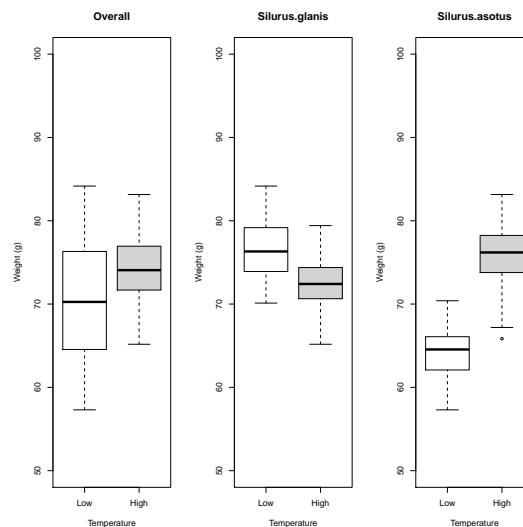 Overall
Weight (g)
50
60
70
80
90
100
Low
High
Temperature
Silurus.glanis
Weight (g)
50
60
70
80
90
100
Low
High
Temperature
Silurus.asotus
Weight (g)
50
60
70
80
90
100
Low
High
Temperature